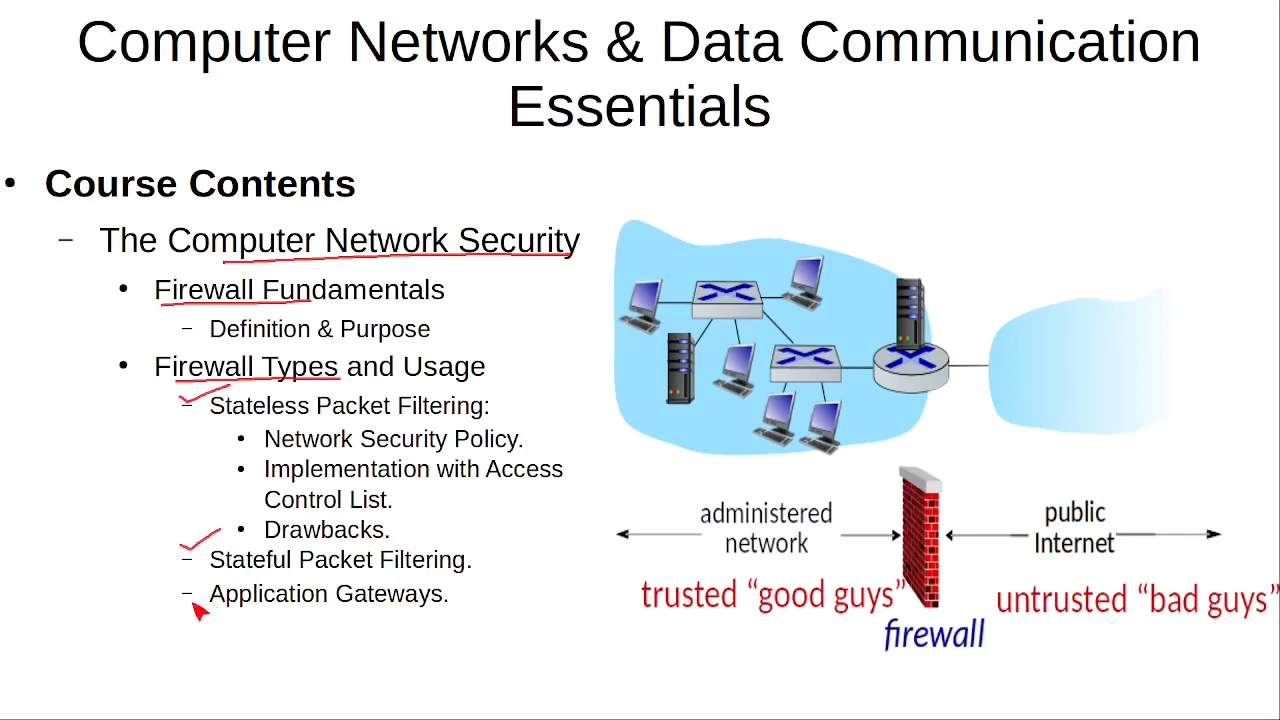 Computer Networks & Data Communication
Essentials
• Course Contents
– The Computer Network Security
• Firewall Fundamentals
– Definition & Purpose
• Firewall Types and Usage
– Stateless Packet Filtering:
• Network Security Policy.
• Implementation with Access
Control List.
• Drawbacks.
– Stateful Packet Filtering.
– Application Gateways.
administered
network
public
Internet
trusted “good guys”
untrusted “bad guys”
firewall